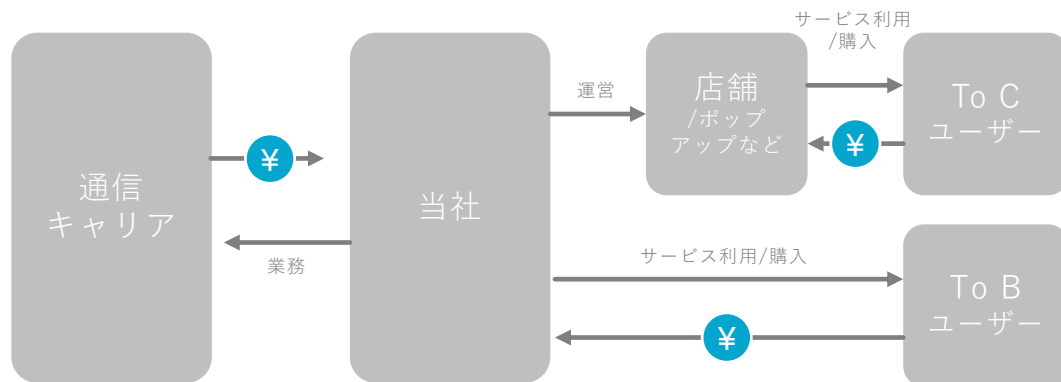 通信
キャリア
¥
業務
当社
運営
店舗
/ポップ
アップなど
サービス利用
/購入
¥
To C
ユーザー
サービス利用/購入
¥
To B
ユーザー